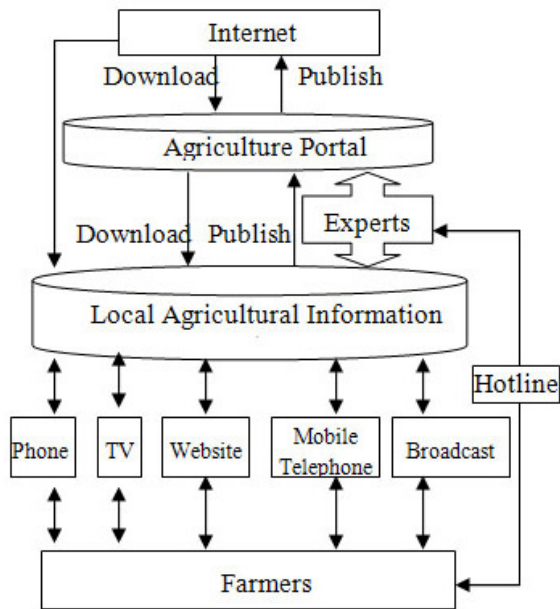 Internet
Download Publish
Agriculture Portal
Experts
Download Publish
Local Agricultural Information
Hotline
Phone TV Website Mobile Telephone Broadcast
Farmers